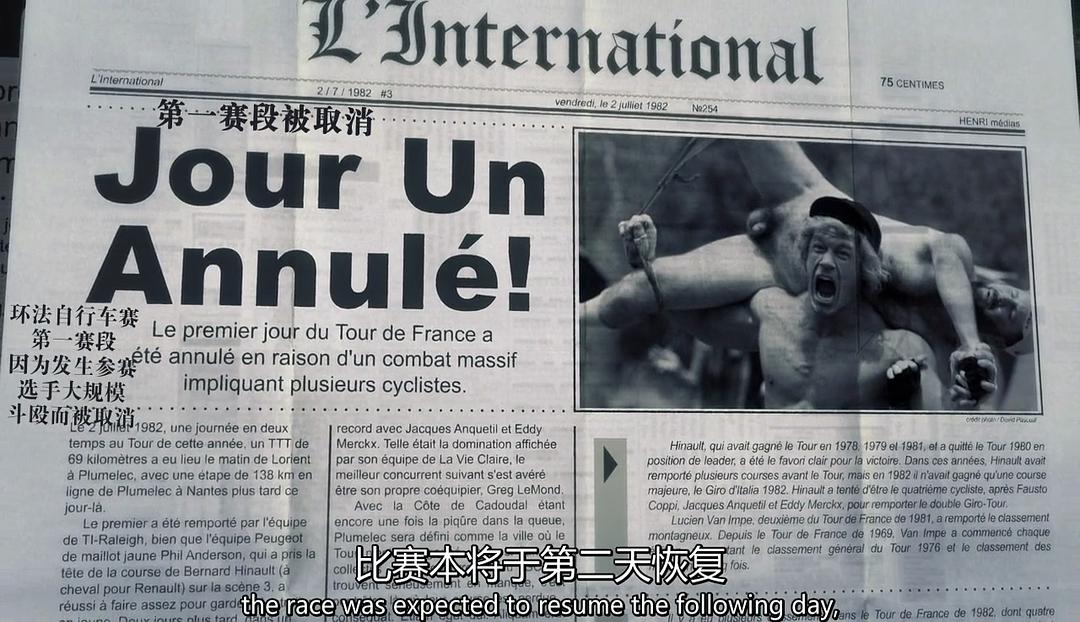 L'International
L'International
2 / 7 / 1982 #3
vendredi, le 2 juillet 1982
№254
75 CENTIMES
HENRI médias
第一赛段被取消
Jour Un
Annulé!
环法自行车赛
第一赛段
因为发生参赛
选手大规模
斗殴而被取消
Le premier jour du Tour de France a
été annulé en raison d'un combat massif
impliquant plusieurs cyclistes.
crédit photo / David Pascual
Le 2 juillet 1982, une journée en deux
temps au Tour de cette année, un TTT de
69 kilomètres a eu lieu le matin de Lorient
à Plumelec, avec une étape de 138 km en
ligne de Plumelec à Nantes plus tard ce
jour-là.
Le premier a été remporté par l'équipe
de TI-Raleigh, bien que l'équipe Peugeot
de maillot jaune Phil Anderson, qui a pris la
tête de la course de Bernard Hinault (à
cheval pour Renault) sur la scène 3, a
réussi à faire assez pour
record avec Jacques Anquetil et Eddy
Merckx. Telle était la domination affichée
par son équipe de La Vie Claire, le
meilleur concurrent suivant s'est avéré
être son propre coéquipier, Greg LeMond.
Avec la Côte de Cadoudal étant
encore une fois la piqûre dans la queue,
Plumelec sera défini comme la ville où le
Hinault, qui avait gagné le Tour en 1978, 1979 et 1981, et a quitté le Tour 1980 en
position de leader, a été le favori clair pour la victoire. Dans ces années, Hinault avait
remporté plusieurs courses avant le Tour, mais en 1982 il n'avait gagné qu'une course
majeure, le Giro d'Italia 1982. Hinault a tenté d'être le quatrième cycliste, après Fausto
Coppi, Jacques Anquetil et Eddy Merckx, pour remporter le double Giro-Tour.
Lucien Van Impe, deuxième du Tour de France de 1981, a remporté le classement
montagneux. Depuis le Tour de France de 1969, Van Impe a commencé chaque
tant le classement général du Tour 1976 et le classement des
fois.
ans le Tour de France de 1982, dont quatre
比赛本将于第二天恢复
the race was expected to resume the following day,